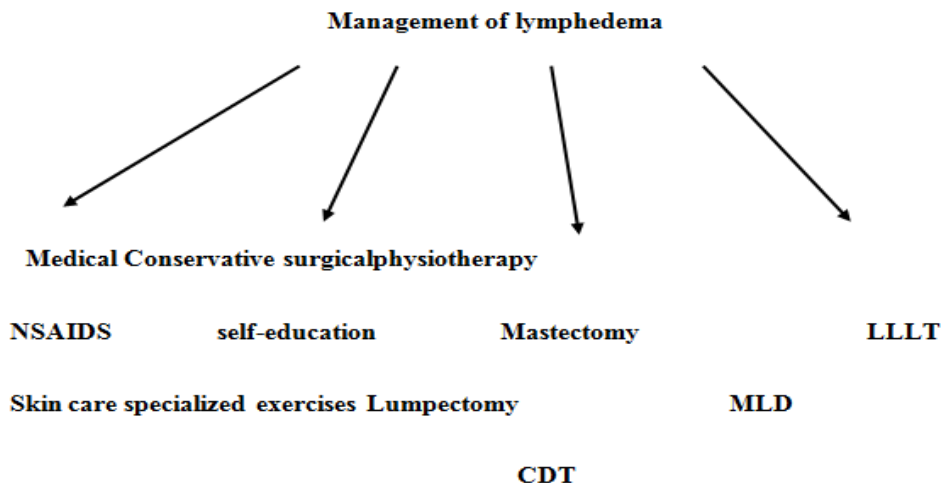 Management of lymphedema
Medical Conservative surgicalphysiotherapy
NSAIDS self-education Mastectomy LLLT
Skin care specialized exercises Lumpectomy MLD
CDT